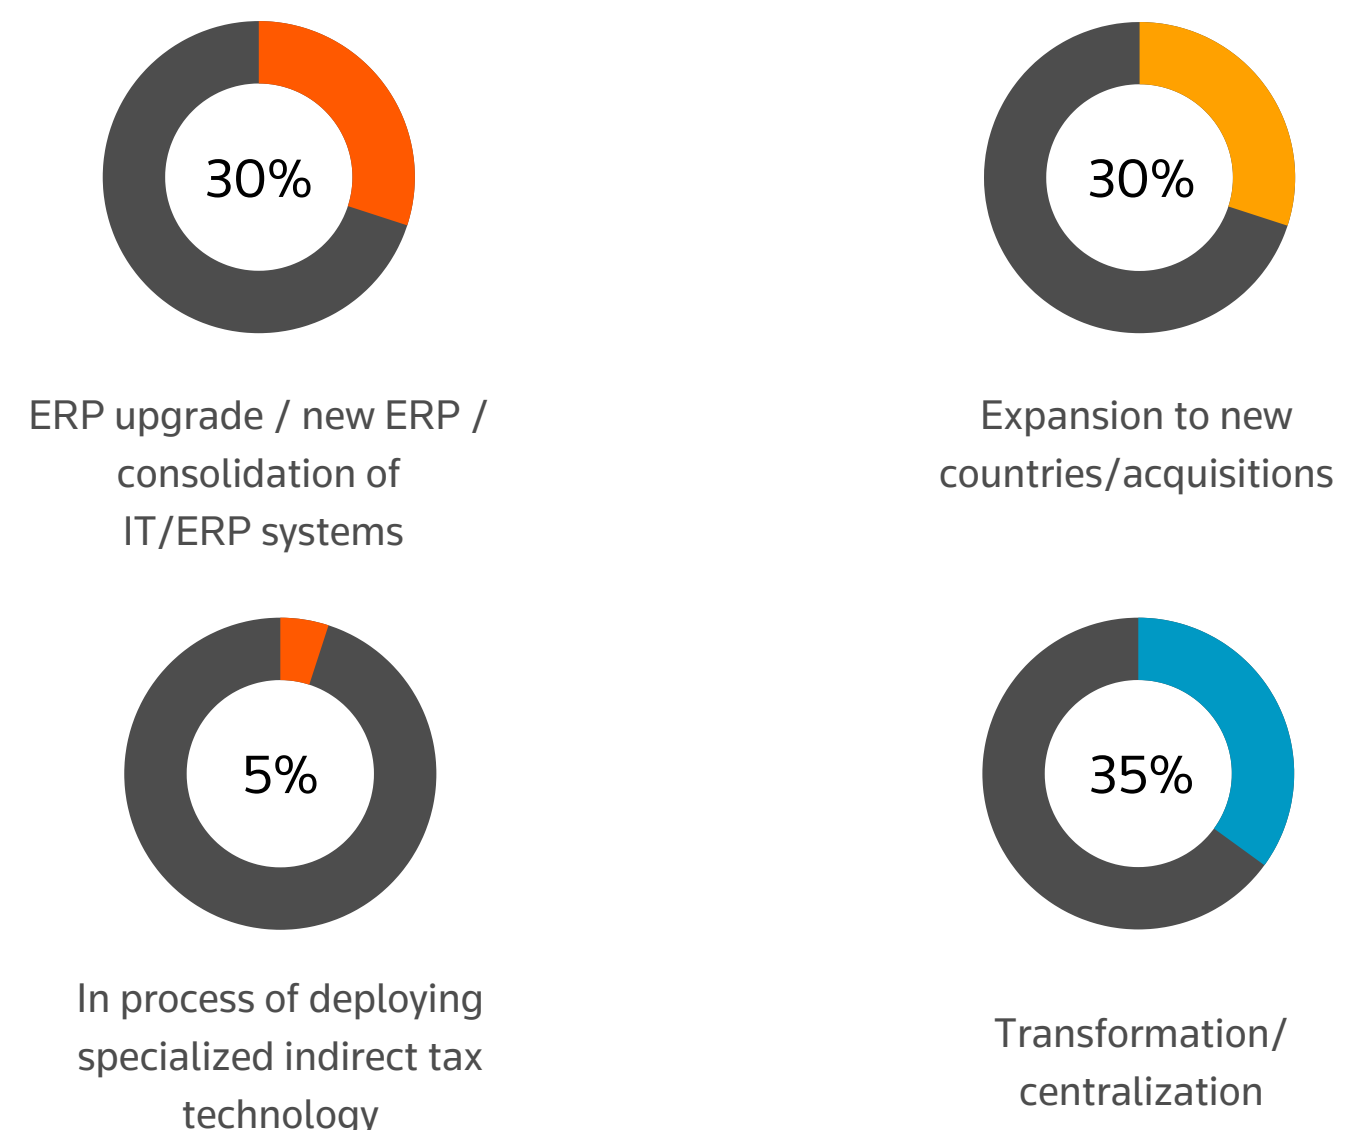 30%
30%
ERP upgrade / new ERP /
consolidation of
IT/ERP systems
Expansion to new
countries/acquisitions
5%
35%
In process of deploying
specialized indirect tax
technology
Transformation/
centralization